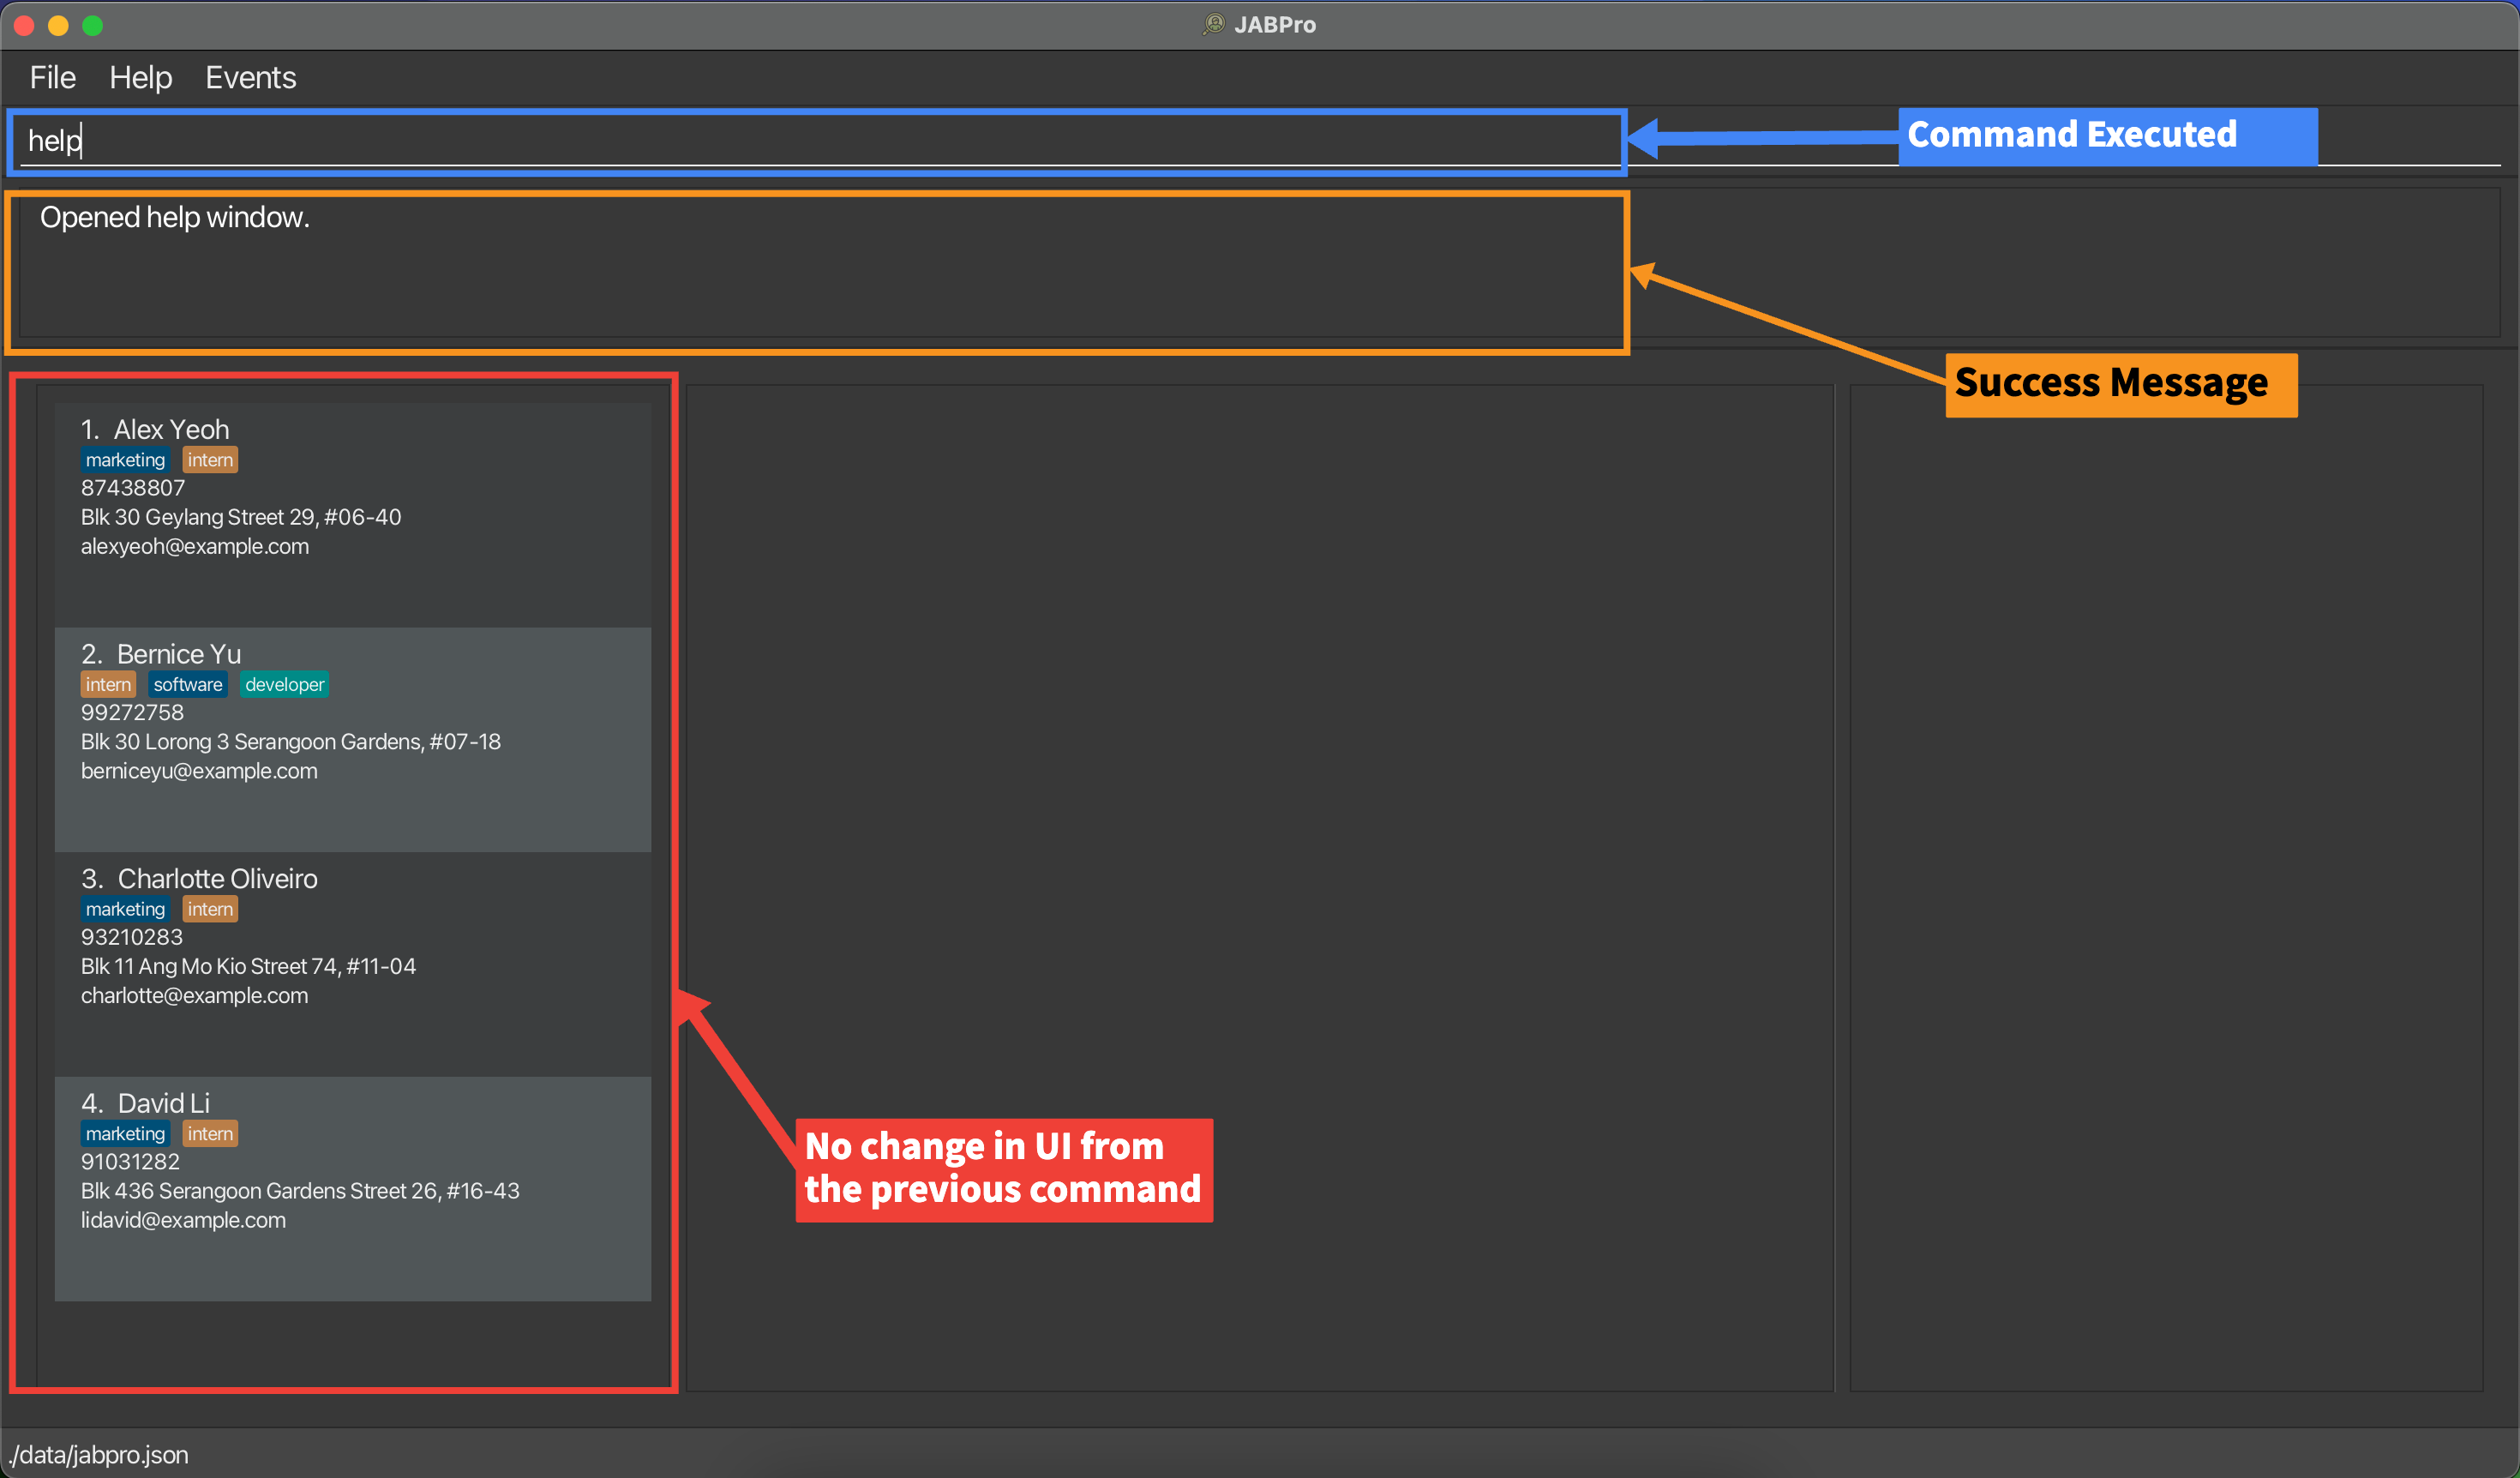 JABPro
File Help Events
help
Command Executed
Opened help window.
Success Message
1. Alex Yeoh
marketing intern
87438807
Blk 30 Geylang Street 29, #06-40
alexyeoh@example.com
2. Bernice Yu
intern software developer
99272758
Blk 30 Lorong 3 Serangoon Gardens, #07-18
berniceyu@example.com
3. Charlotte Oliveiro
marketing intern
93210283
Blk 11 Ang Mo Kio Street 74, #11-04
charlotte@example.com
4. David Li
marketing intern
91031282
Blk 436 Serangoon Gardens Street 26, #16-43
lidavid@example.com
No change in UI from
the previous command
./data/jabpro.json